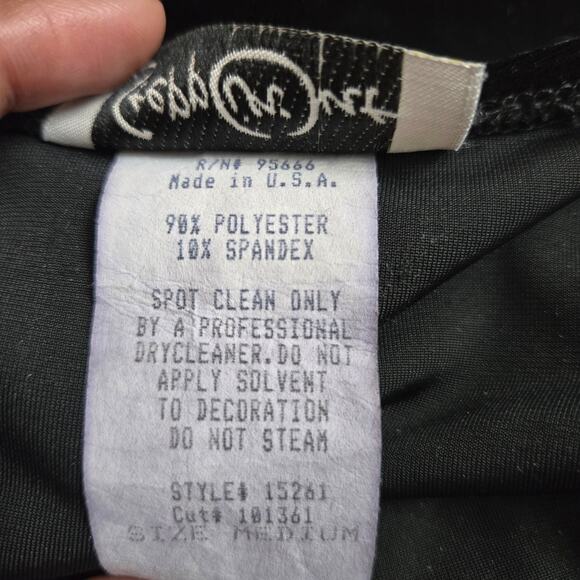 R/N# 95666
Made in U.S.A.
90% POLYESTER
10% SPANDEX
SPOT CLEAN ONLY
BY A PROFESSIONAL
DRYCLEANER.DO NOT
APPLY SOLVENT
TO DECORATION
DO NOT STEAM
STYLE# 15261
Cut# 101361
SIZE MEDIUM